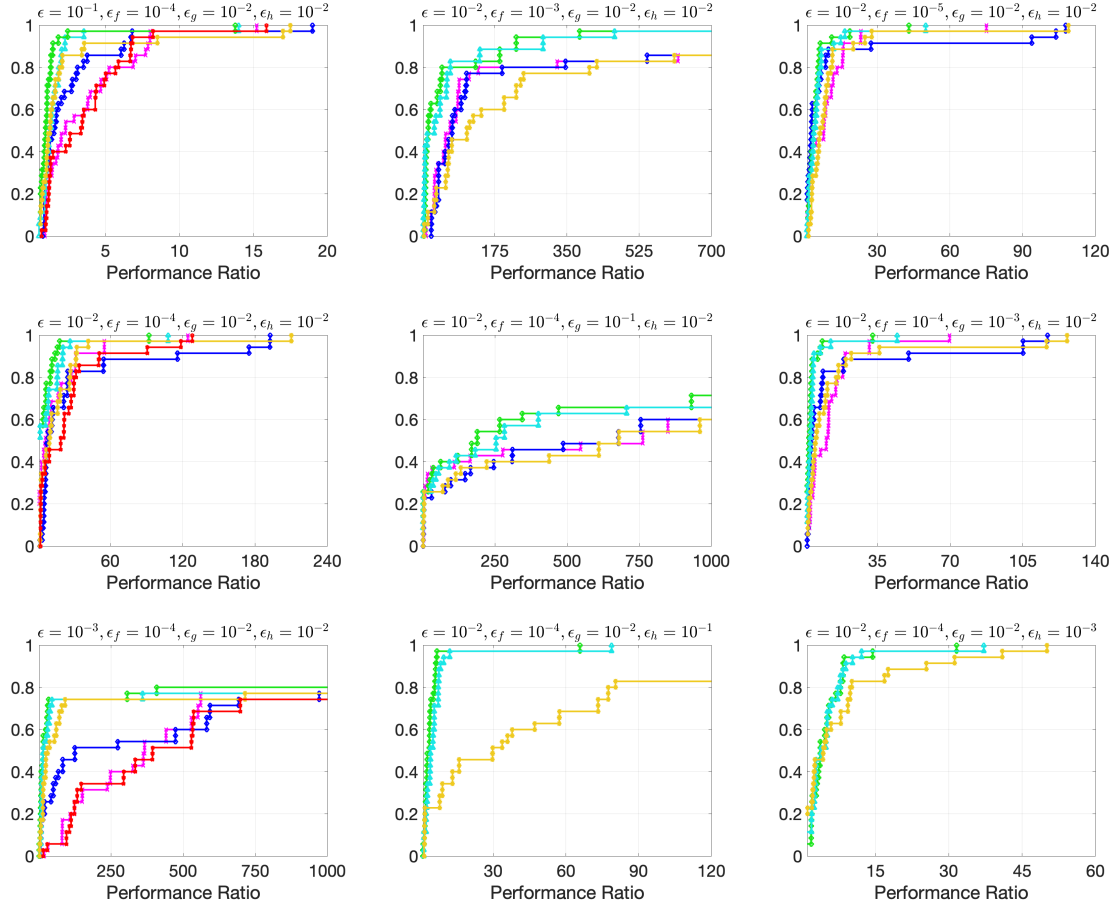 ϵ = 10⁻¹, ϵ_f = 10⁻⁴, ϵ_g = 10⁻², ϵ_h = 10⁻²
1
0.8
0.6
0.4
0.2
0
5 10 15 20
Performance Ratio
ϵ = 10⁻², ϵ_f = 10⁻³, ϵ_g = 10⁻², ϵ_h = 10⁻²
1
0.8
0.6
0.4
0.2
0
175 350 525 700
Performance Ratio
ϵ = 10⁻², ϵ_f = 10⁻⁵, ϵ_g = 10⁻², ϵ_h = 10⁻²
1
0.8
0.6
0.4
0.2
0
30 60 90 120
Performance Ratio
ϵ = 10⁻², ϵ_f = 10⁻⁴, ϵ_g = 10⁻², ϵ_h = 10⁻²
1
0.8
0.6
0.4
0.2
0
60 120 180 240
Performance Ratio
ϵ = 10⁻², ϵ_f = 10⁻⁴, ϵ_g = 10⁻¹, ϵ_h = 10⁻²
1
0.8
0.6
0.4
0.2
0
250 500 750 1000
Performance Ratio
ϵ = 10⁻², ϵ_f = 10⁻⁴, ϵ_g = 10⁻³, ϵ_h = 10⁻²
1
0.8
0.6
0.4
0.2
0
35 70 105 140
Performance Ratio
ϵ = 10⁻³, ϵ_f = 10⁻⁴, ϵ_g = 10⁻², ϵ_h = 10⁻²
1
0.8
0.6
0.4
0.2
0
250 500 750 1000
Performance Ratio
ϵ = 10⁻², ϵ_f = 10⁻⁴, ϵ_g = 10⁻², ϵ_h = 10⁻¹
1
0.8
0.6
0.4
0.2
0
30 60 90 120
Performance Ratio
ϵ = 10⁻², ϵ_f = 10⁻⁴, ϵ_g = 10⁻², ϵ_h = 10⁻³
1
0.8
0.6
0.4
0.2
0
15 30 45 60
Performance Ratio